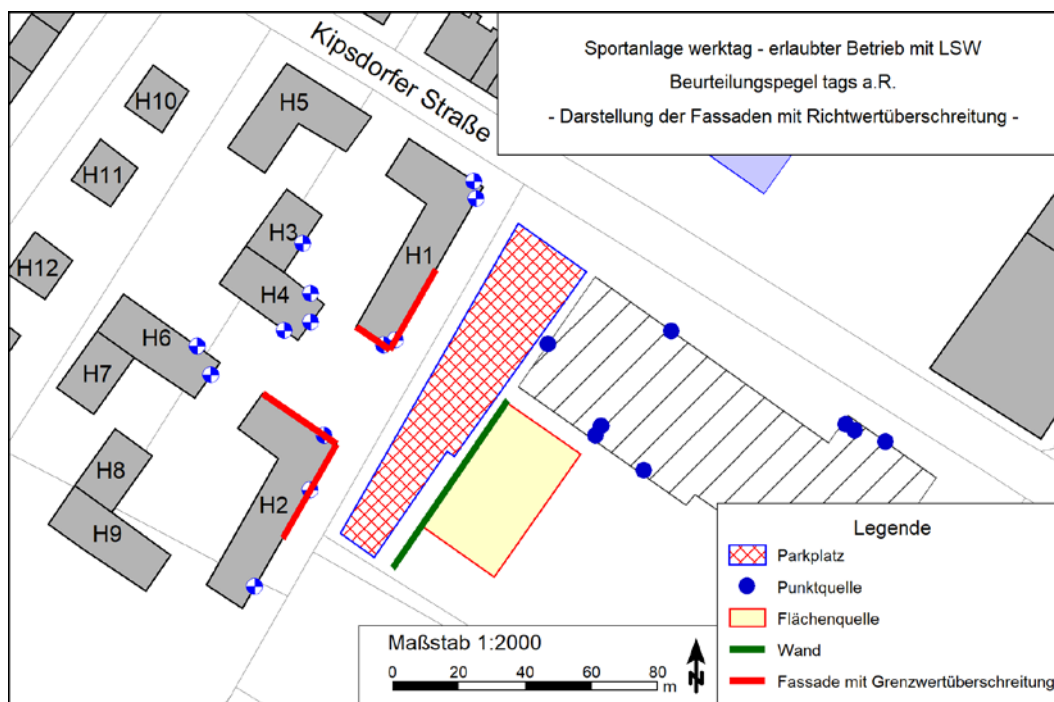 Sportanlage werktag - erlaubter Betrieb mit LSW
Beurteilungspegel tags a.R.
- Darstellung der Fassaden mit Richtwertüberschreitung -
Kipsdorfer Straße
H10
H5
H11
H3
H1
H12
H4
H6
H7
H8
H2
H9
Legende
Parkplatz
Punktquelle
Flächenquelle
Wand
Fassade mit Grenzwertüberschreitung
Maßstab 1:2000
0 20 40 60 80
m